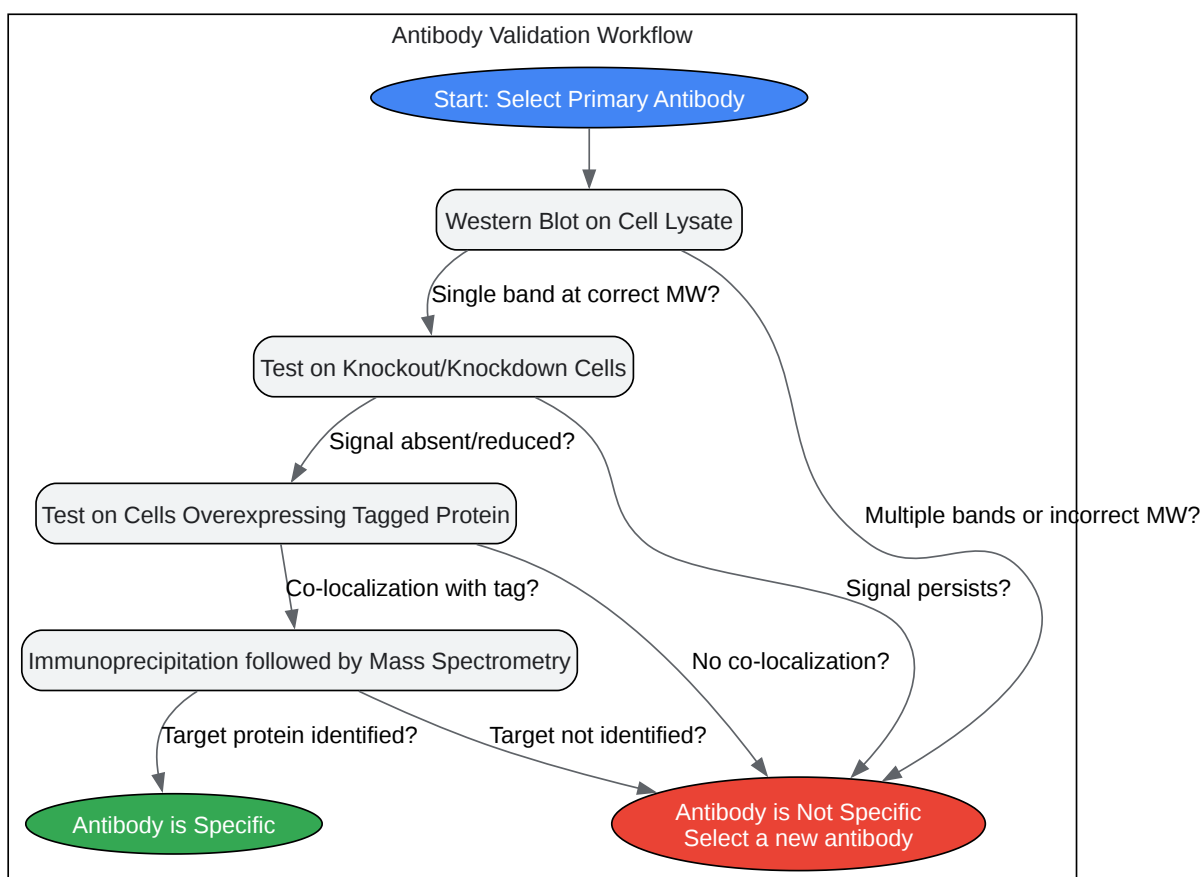 Antibody Validation Workflow
Start: Select Primary Antibody
Western Blot on Cell Lysate
Single band at correct MW?
Test on Knockout/Knockdown Cells
Signal absent/reduced?
Test on Cells Overexpressing Tagged Protein
Multiple bands or incorrect MW?
Co-localization with tag?
Signal persists?
Immunoprecipitation followed by Mass Spectrometry
No co-localization?
Target protein identified?
Target not identified?
Antibody is Specific
Antibody is Not Specific
Select a new antibody